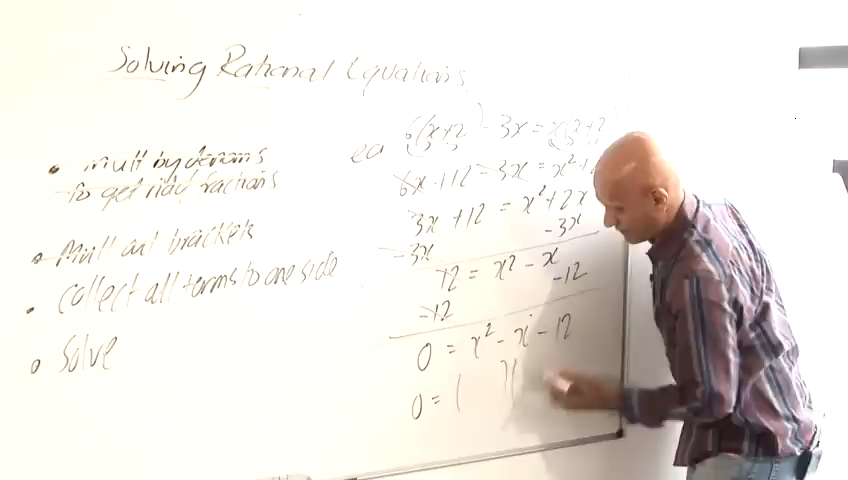 Solving Rational Equations
• Mult by denoms
to get rid of fractions
• Mult out brackets
• Collect all terms to one side
• Solve
eg 6(x+2) - 3x = x(x+2)
6x + 12 - 3x = x² +
3x + 12 = x² + 2x
-3x -3x
12 = x² - x
-12 -12
0 = x² - x - 12
0 = ( )(